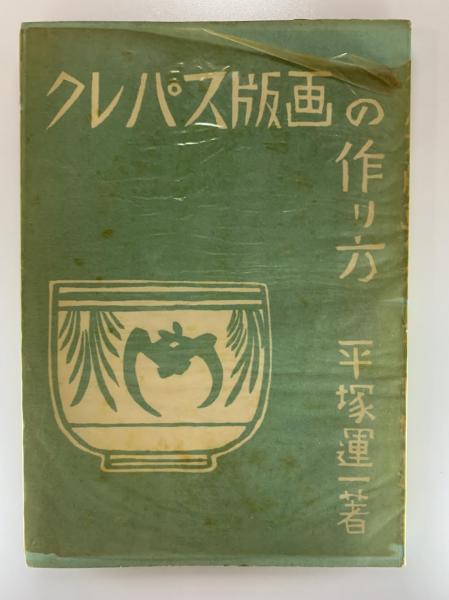 クレパス版画の
作り方
平塚運一著